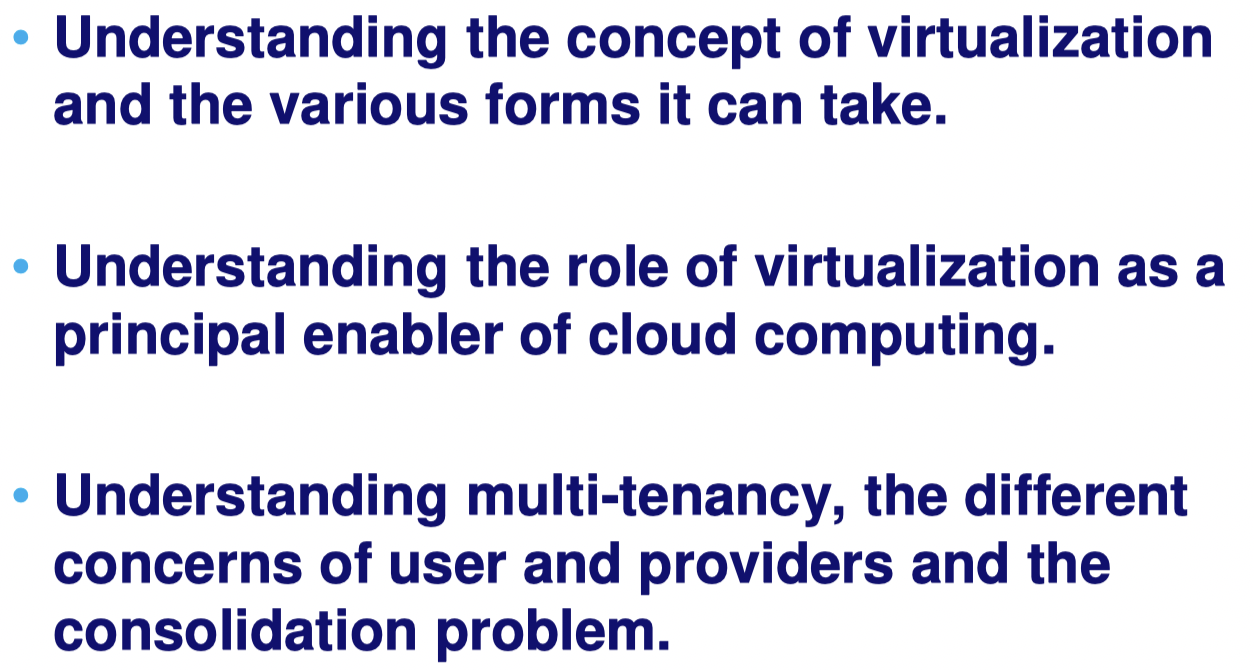 • Understanding the concept of virtualization
and the various forms it can take.
• Understanding the role of virtualization as a
principal enabler of cloud computing.
• Understanding multi-tenancy, the different
concerns of user and providers and the
consolidation problem.